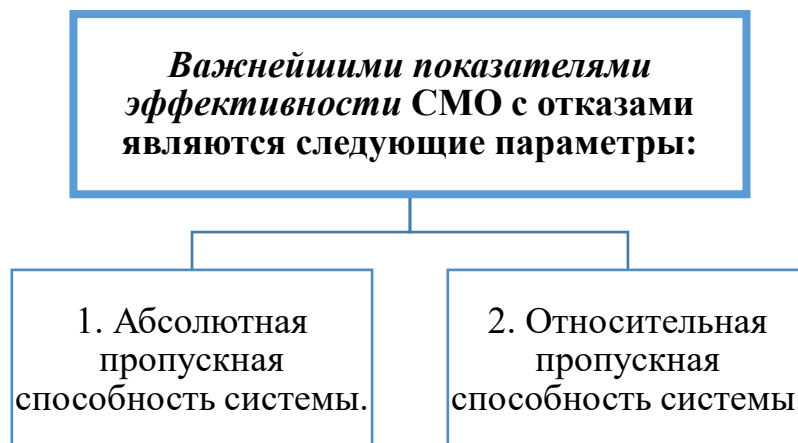 Важнейшими показателями
эффективности СМО с отказами
являются следующие параметры:
1. Абсолютная
пропускная
способность системы.
2. Относительная
пропускная
способность системы